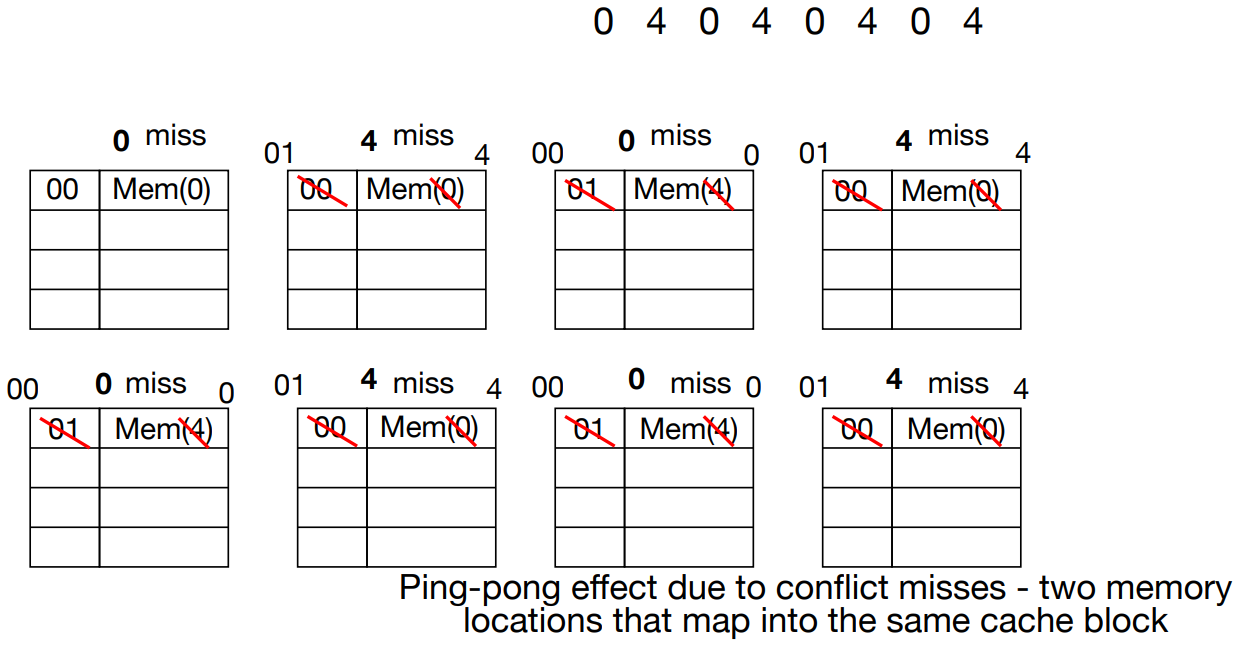 0 4 0 4 0 4 0 4
0 miss
01 4 miss 4
00 0 miss 0
01 4 miss 4
00 Mem(0)
00 Mem(0)
01 Mem(4)
00 Mem(0)
00 0 miss 0
01 4 miss 4
00 0 miss 0
01 4 miss 4
01 Mem(4)
00 Mem(0)
01 Mem(4)
00 Mem(0)
Ping-pong effect due to conflict misses - two memory
locations that map into the same cache block